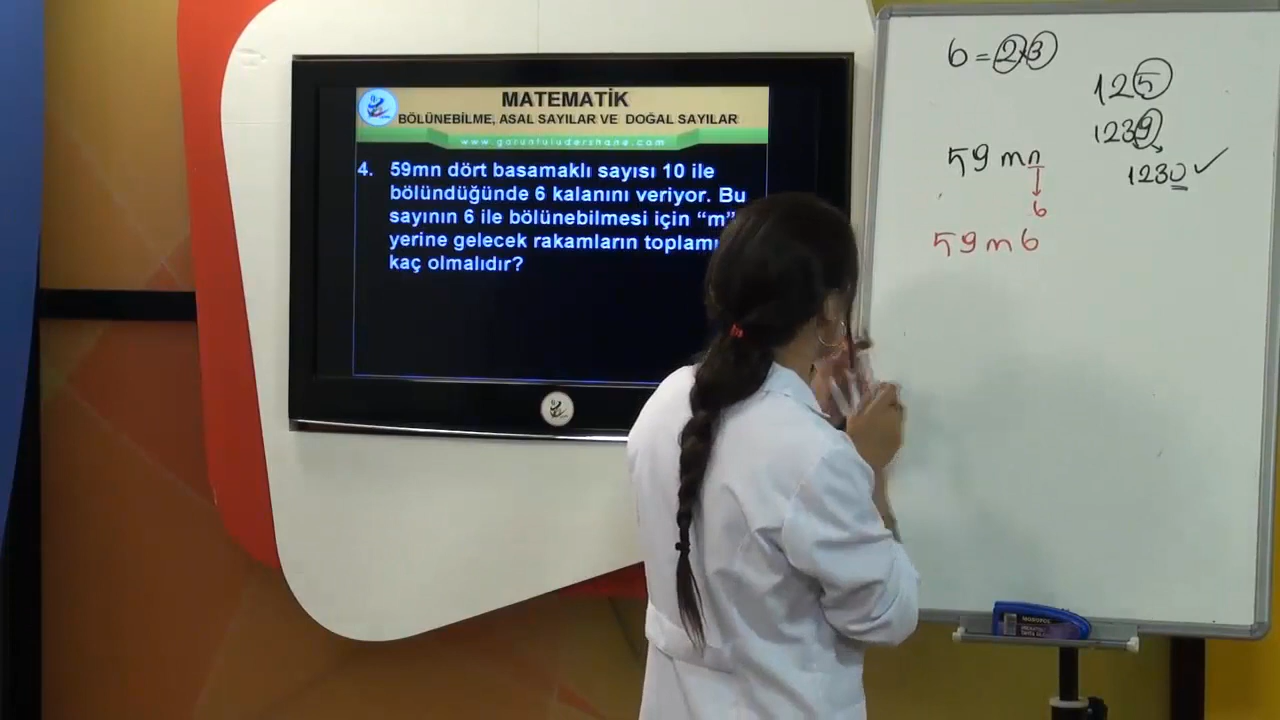 MATEMATİK
BÖLÜNEBİLME, ASAL SAYILAR VE DOĞAL SAYILAR
www.goruntuludershane.com
4. 59mn dört basamaklı sayısı 10 ile
bölündüğünde 6 kalanını veriyor. Bu
sayının 6 ile bölünebilmesi için “m”
yerine gelecek rakamların
kaç olmalıdır?
6 = 2·3
125
1239
1230 ✓
59mn
6
59m6